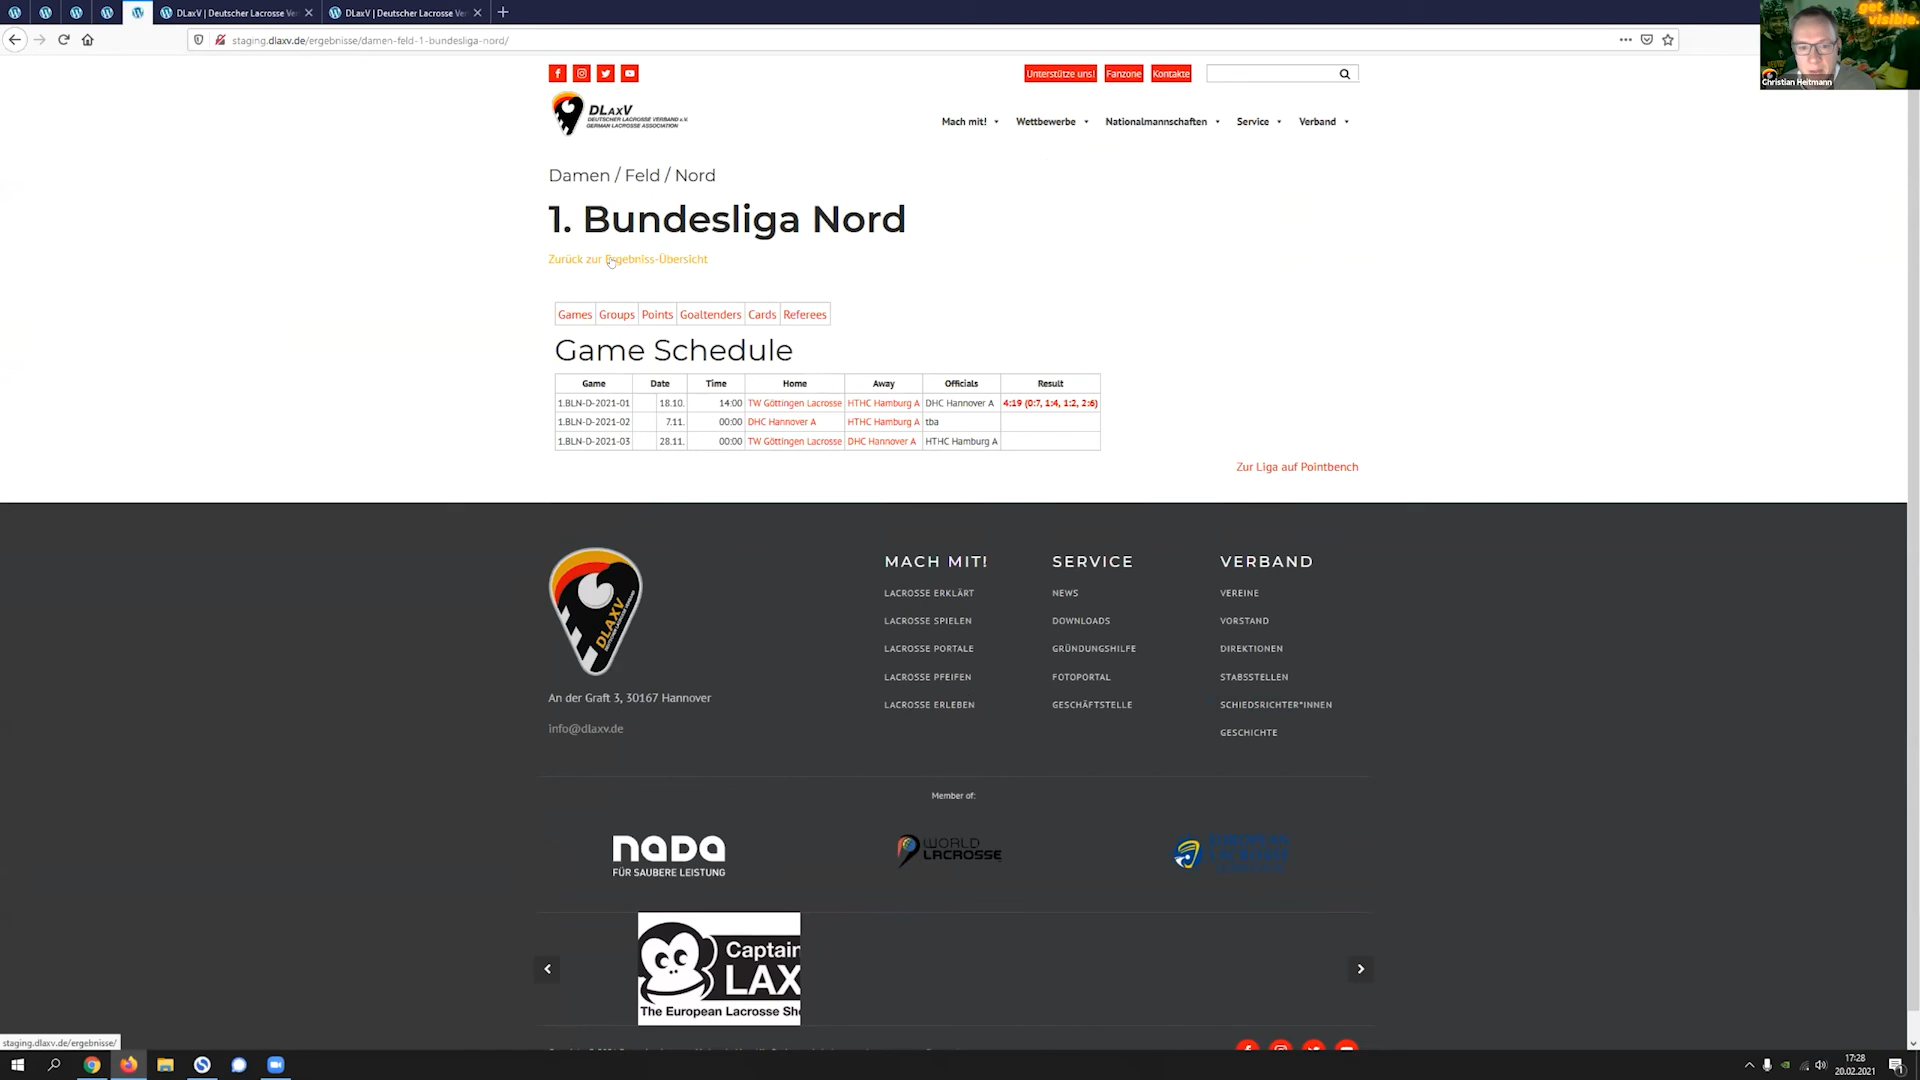 DLaxV | Deutscher Lacrosse Ver
DLaxV | Deutscher Lacrosse Ver
staging.dlaxv.de/ergebnisse/damen-feld-1-bundesliga-nord/
get
visible.
Christian Heitmann
Unterstütze uns!
Fanzone
Kontakte
DLAXV
DEUTSCHER LACROSSE VERBAND e.V.
GERMAN LACROSSE ASSOCIATION
Mach mit! Wettbewerbe Nationalmannschaften Service Verband
Damen / Feld / Nord
1. Bundesliga Nord
Zurück zur Ergebniss-Übersicht
Games Groups Points Goaltenders Cards Referees
Game Schedule
Game Date Time Home Away Officials Result
1.BLN-D-2021-01 18.10. 14:00 TW Göttingen Lacrosse HTHC Hamburg A DHC Hannover A 4:19 (0:7, 1:4, 1:2, 2:6)
1.BLN-D-2021-02 7.11. 00:00 DHC Hannover A HTHC Hamburg A tba
1.BLN-D-2021-03 28.11. 00:00 TW Göttingen Lacrosse DHC Hannover A HTHC Hamburg A
Zur Liga auf Pointbench
DLAXV
An der Graft 3, 30167 Hannover
info@dlaxv.de
MACH MIT!
LACROSSE ERKLÄRT
LACROSSE SPIELEN
LACROSSE PORTALE
LACROSSE PFEIFEN
LACROSSE ERLEBEN
SERVICE
NEWS
DOWNLOADS
GRÜNDUNGSHILFE
FOTOPORTAL
GESCHÄFTSTELLE
VERBAND
VEREINE
VORSTAND
DIREKTIONEN
STABSSTELLEN
SCHIEDSRICHTER*INNEN
GESCHICHTE
Member of:
NADA
FÜR SAUBERE LEISTUNG
WORLD
LACROSSE
EUROPEAN
LACROSSE
Captain
LAX
The European Lacrosse Sh
staging.dlaxv.de/ergebnisse/
17:28
20.02.2021